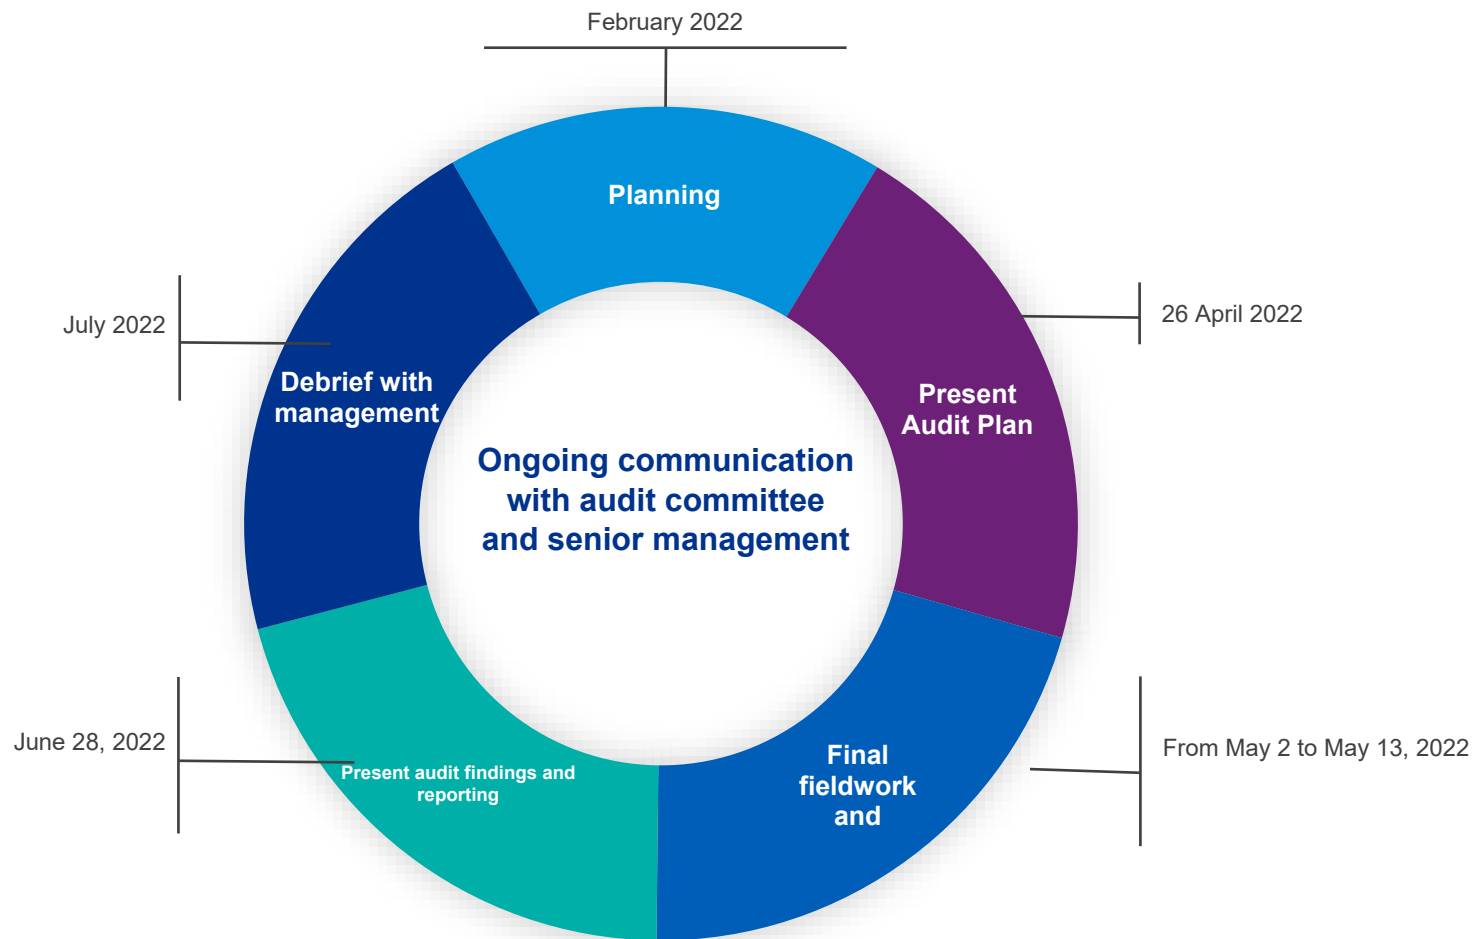 February 2022
Planning
26 April 2022
Present
Audit Plan
From May 2 to May 13, 2022
Final
fieldwork
and
June 28, 2022
Present audit findings and
reporting
July 2022
Debrief with
management
Ongoing communication
with audit committee
and senior management